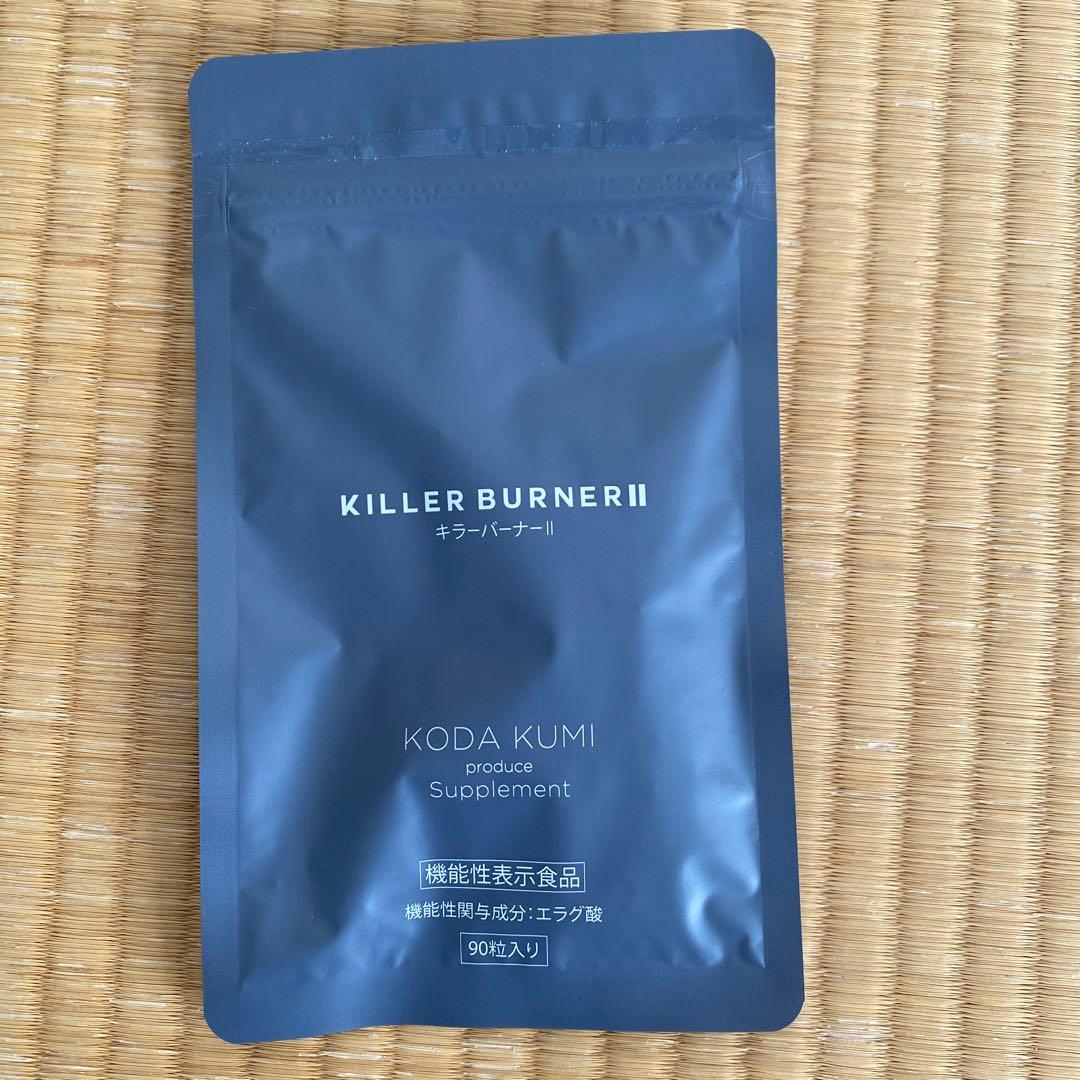 KILLER BURNERⅡ
キラーバーナーⅡ
KODA KUMI
produce
Supplement
機能性表示食品
機能性関与成分：エラグ酸
90粒入り